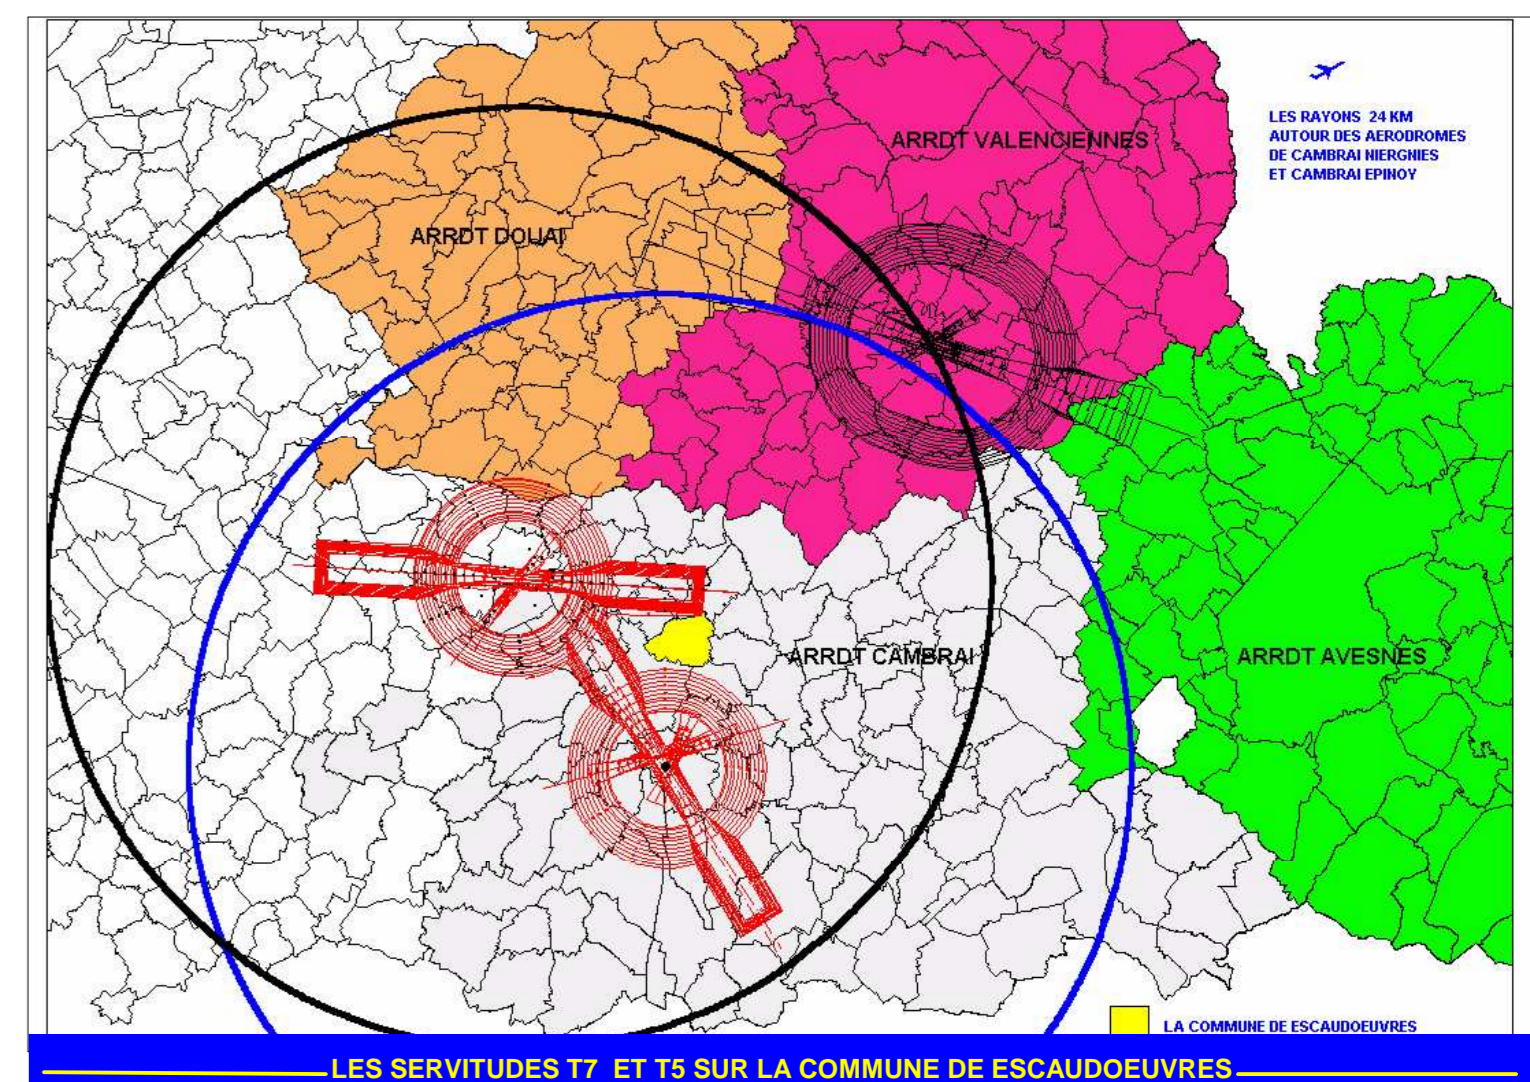 LES RAYONS 24 KM
AUTOUR DES AERODROMES
DE CAMBRAI NIERGNIES
ET CAMBRAI EPINOY
ARRDT VALENCIENNES
ARRDT DOUAI
ARRDT CAMBRAI
ARRDT AVESNES
LA COMMUNE DE ESCAUDOEUVRES
LES SERVITUDES T7 ET T5 SUR LA COMMUNE DE ESCAUDOEUVRES